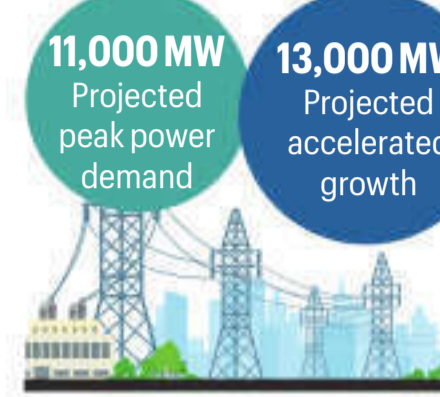 11,000 MW
Projected
peak power
demand
13,000 MW
Projected
accelerated
growth